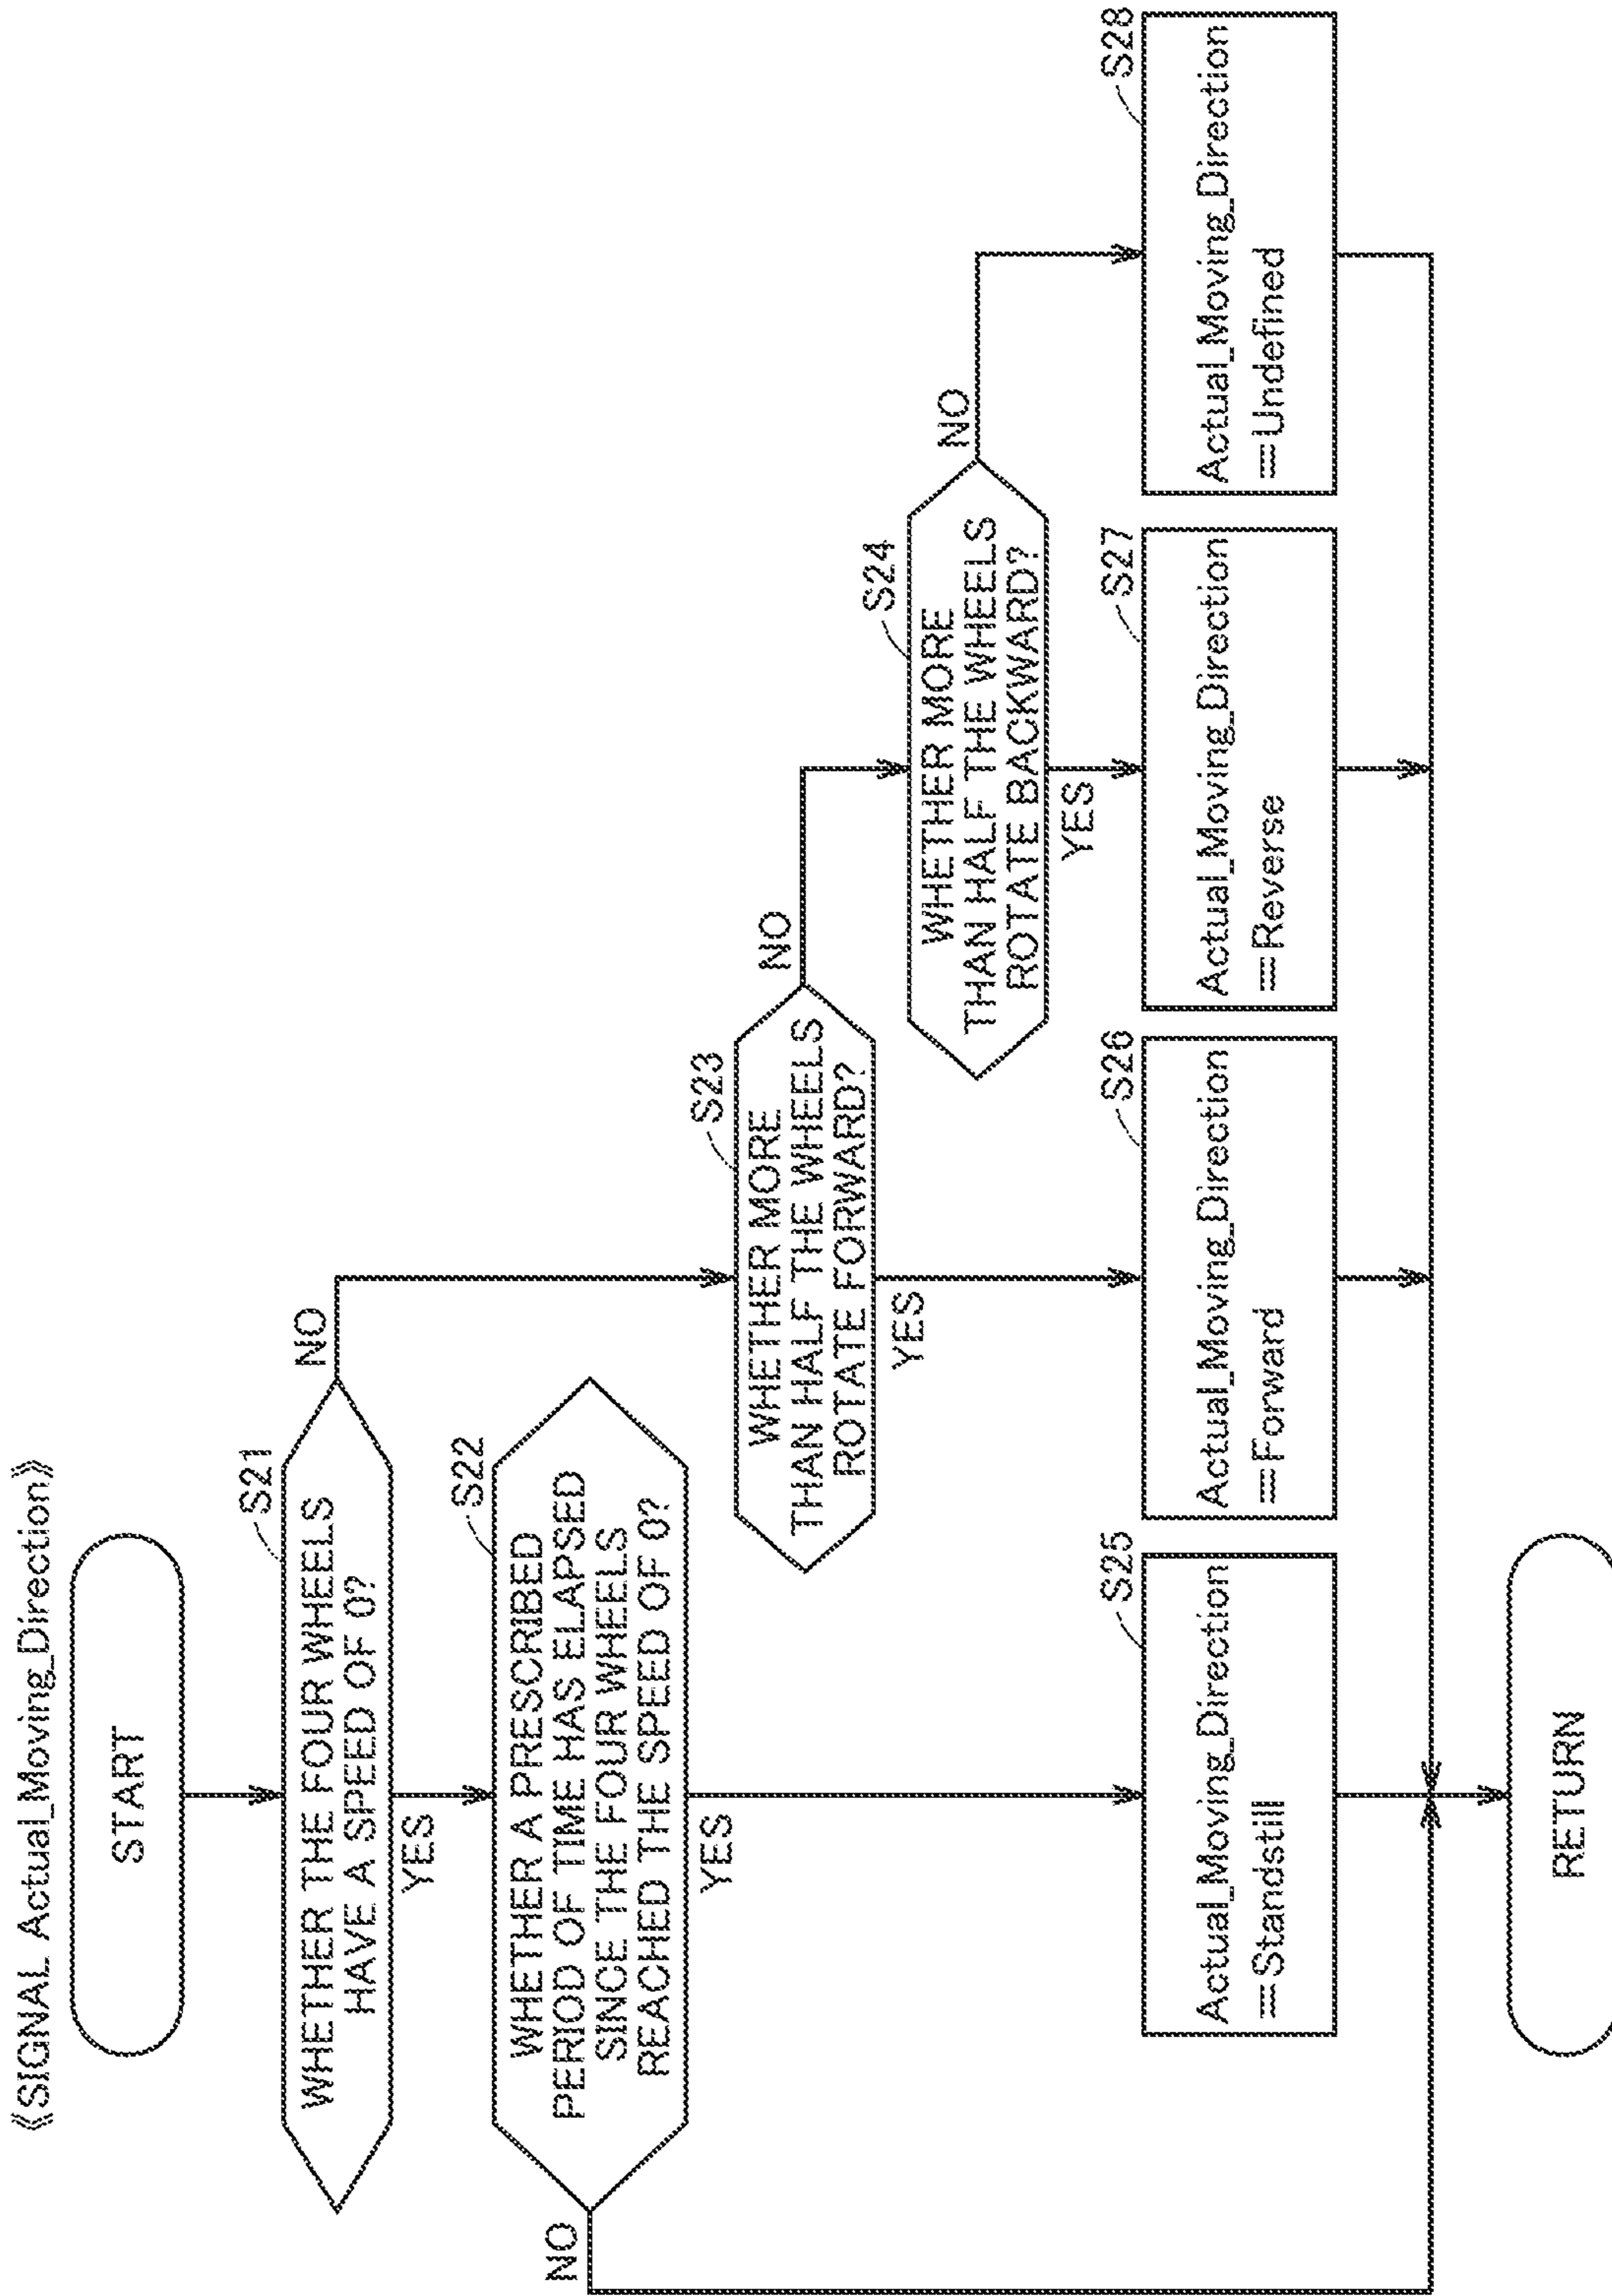 《SIGNAL Actual_Moving_Direction》
START
S21
WHETHER THE FOUR WHEELS
HAVE A SPEED OF 0?
NO
YES
S22
WHETHER A PRESCRIBED
PERIOD OF TIME HAS ELAPSED
SINCE THE FOUR WHEELS
REACHED THE SPEED OF 0?
NO
YES
S23
WHETHER MORE
THAN HALF THE WHEELS
ROTATE FORWARD?
NO
YES
S24
WHETHER MORE
THAN HALF THE WHEELS
ROTATE BACKWARD?
NO
YES
S25
Actual_Moving_Direction
=Standstill
S26
Actual_Moving_Direction
=Forward
S27
Actual_Moving_Direction
=Reverse
S28
Actual_Moving_Direction
=Undefined
RETURN